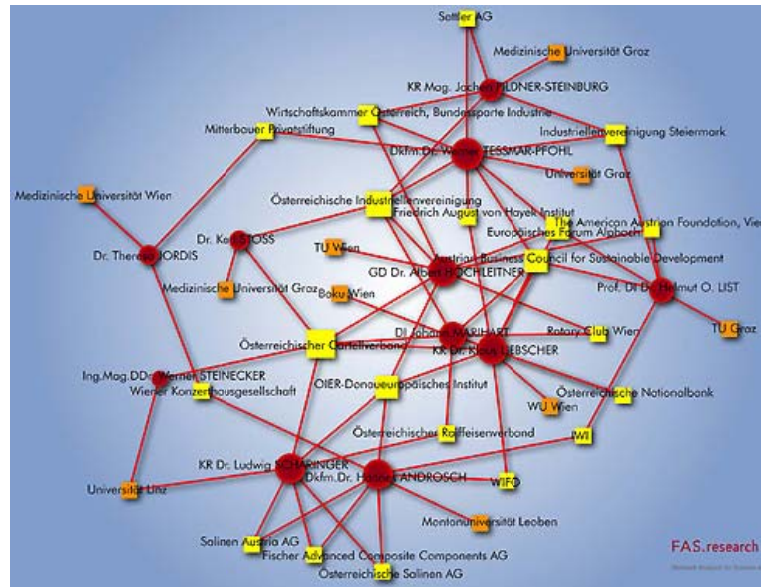 Sattler AG
Medizinische Universität Graz
KR Mag. Jochen PILDNER-STEINBURG
Wirtschaftskammer Österreich, Bundessparte Industrie
Mitterbauer Privatstiftung
Industriellenvereinigung Steiermark
Dkfm.Dr. Werner TESSMAR-PFOHL
Universität Graz
Medizinische Universität Wien
Österreichische Industriellenvereinigung
Friedrich August von Hayek Institut
The American Austrian Foundation, Vie
Europäisches Forum Alpbach
Dr. Karl STOSS
TU Wien
Dr. Theresa JORDIS
Austrian Business Council for Sustainable Development
GD Dr. Albert HOCHLEITNER
Medizinische Universität Graz
Boku Wien
Prof. DI Dr. Helmut O. LIST
TU Graz
DI Johann MARIHART
Rotary Club Wien
Österreichischer Cartellverband
KR Dr. Klaus LIEBSCHER
Ing.Mag.DDr. Werner STEINECKER
Wiener Konzerthausgesellschaft
OIER-Donaueuropäisches Institut
Österreichische Nationalbank
WU Wien
Österreichischer Raiffeisenverband
IWI
KR Dr. Ludwig SCHARINGER
Dkfm.Dr. Hannes ANDROSCH
WIFO
Universität Linz
Montanuniversität Leoben
Salinen Austria AG
Fischer Advanced Composite Components AG
Österreichische Salinen AG
FAS.research